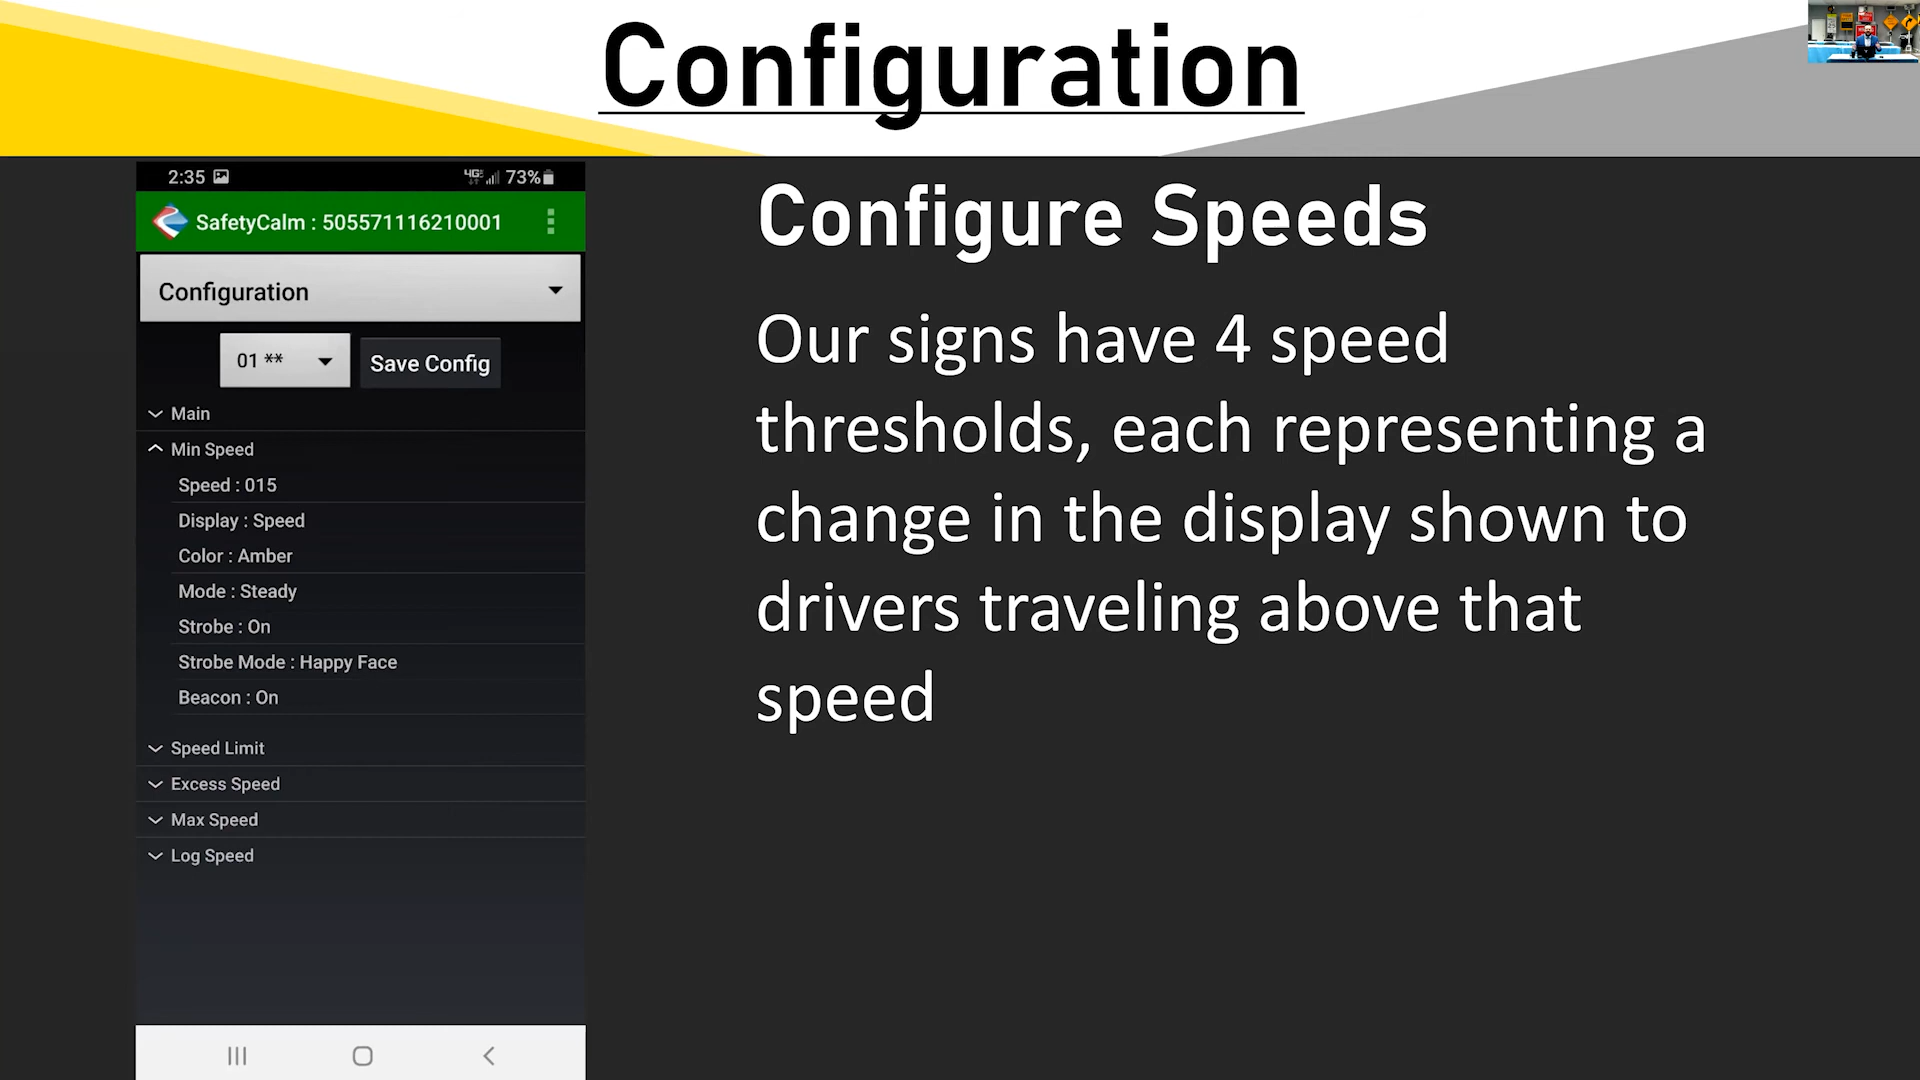 Configuration
2:35
4G 73%
SafetyCalm : 505571116210001
Configuration
01 **
Save Config
Main
Min Speed
Speed : 015
Display : Speed
Color : Amber
Mode : Steady
Strobe : On
Strobe Mode : Happy Face
Beacon : On
Speed Limit
Excess Speed
Max Speed
Log Speed
Configure Speeds
Our signs have 4 speed
thresholds, each representing a
change in the display shown to
drivers traveling above that
speed